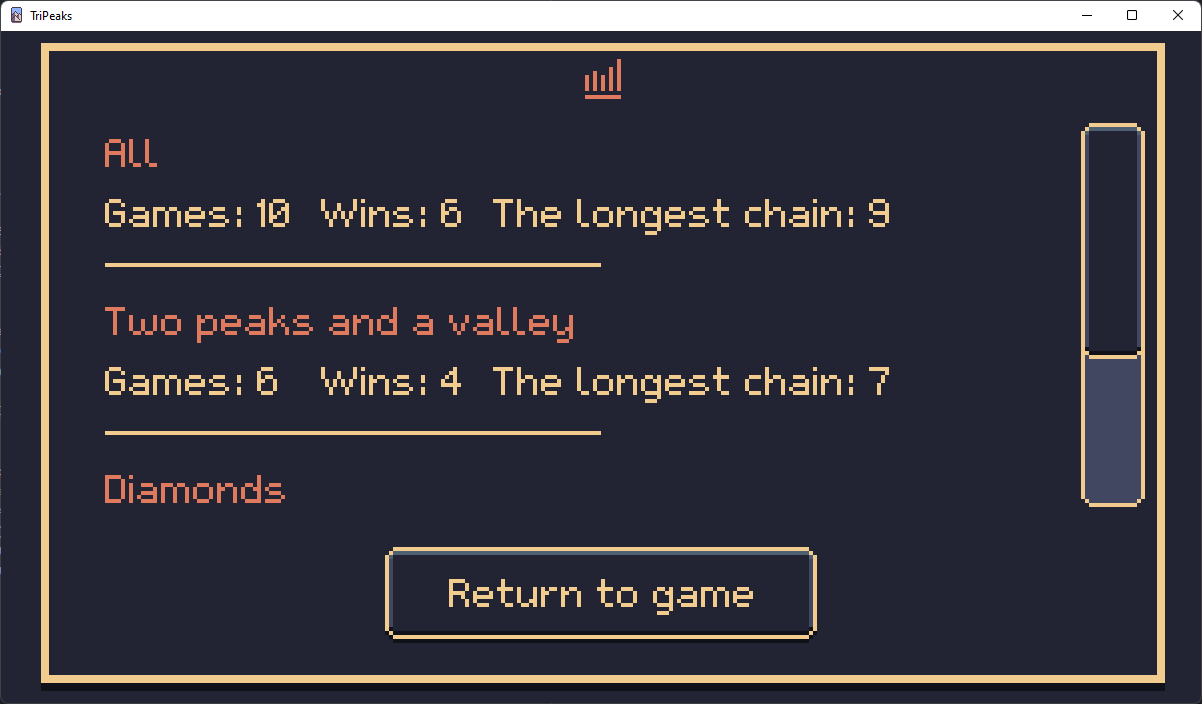 TriPeaks
All
Games: 10 Wins: 6 The longest chain: 9
Two peaks and a valley
Games: 6 Wins: 4 The longest chain: 7
Diamonds
Return to game